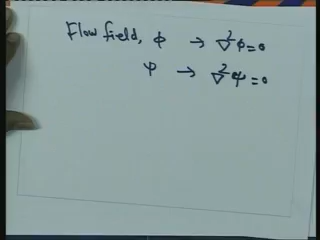 Flow field, φ → ∇²φ=0
ψ → ∇²ψ=0